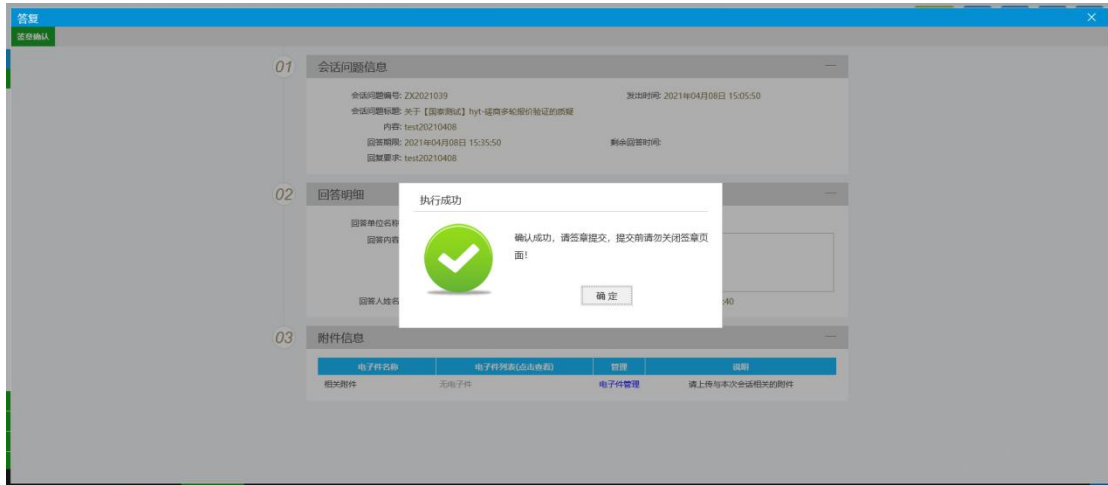 答复
签章确认
01 会话问题信息
会话问题编号: ZX2021039 发出时间: 2021年04月08日 15:05:50
会话问题标题: 关于【国泰测试】hyt-磋商多轮报价验证的质疑
内容: test20210408
回答期限: 2021年04月08日 15:35:50 剩余回答时间:
回复要求: test20210408
02 回答明细
执行成功
回答单位名称
回答内容
确认成功，请签章提交，提交前请勿关闭签章页
面！
确定
回答人姓名
:40
03 附件信息
电子件名称 电子件列表(点击查看) 管理 说明
相关附件 无电子件 电子件管理 请上传与本次会话相关的附件